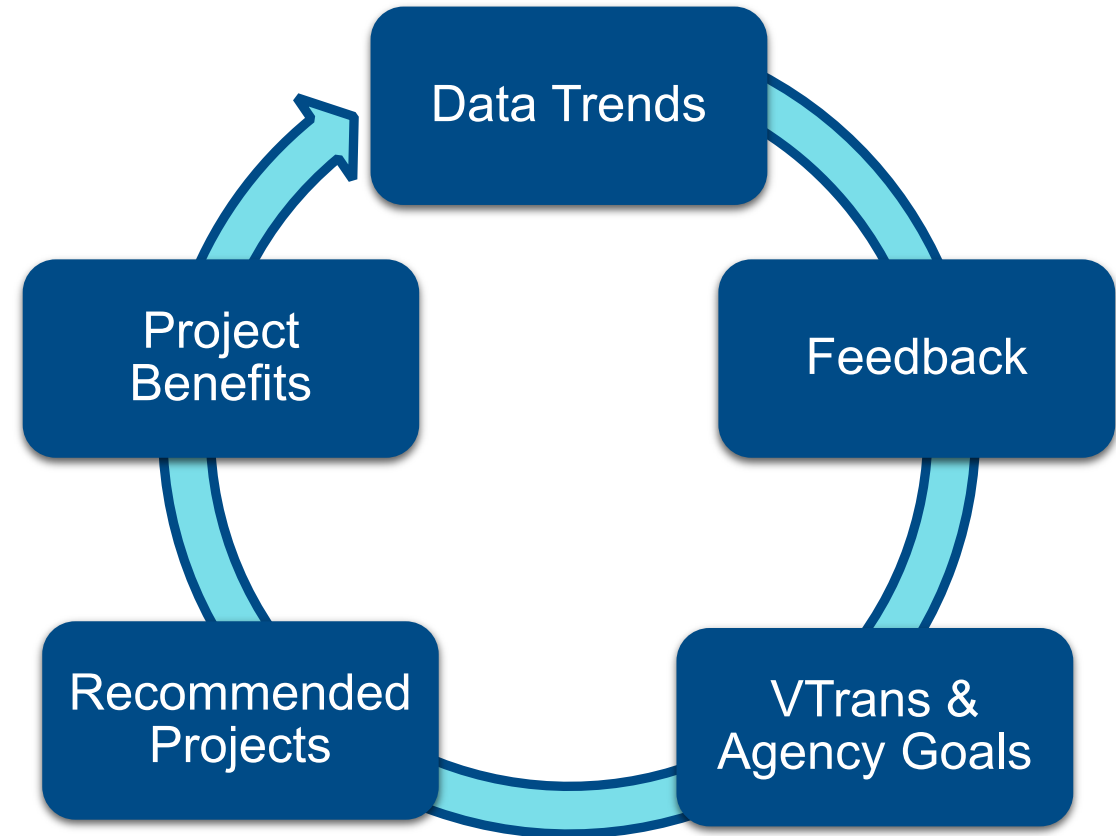 Data Trends
Feedback
VTrans &
Agency Goals
Recommended
Projects
Project
Benefits